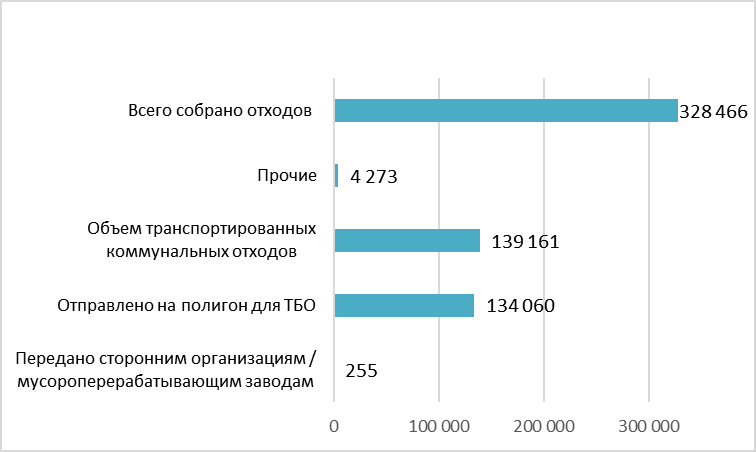 Всего собрано отходов
328 466
Прочие
4 273
Объем транспортированных
коммунальных отходов
139 161
Отправлено на полигон для ТБО
134 060
Передано сторонним организациям /
мусороперерабатывающим заводам
255
0
100 000
200 000
300 000